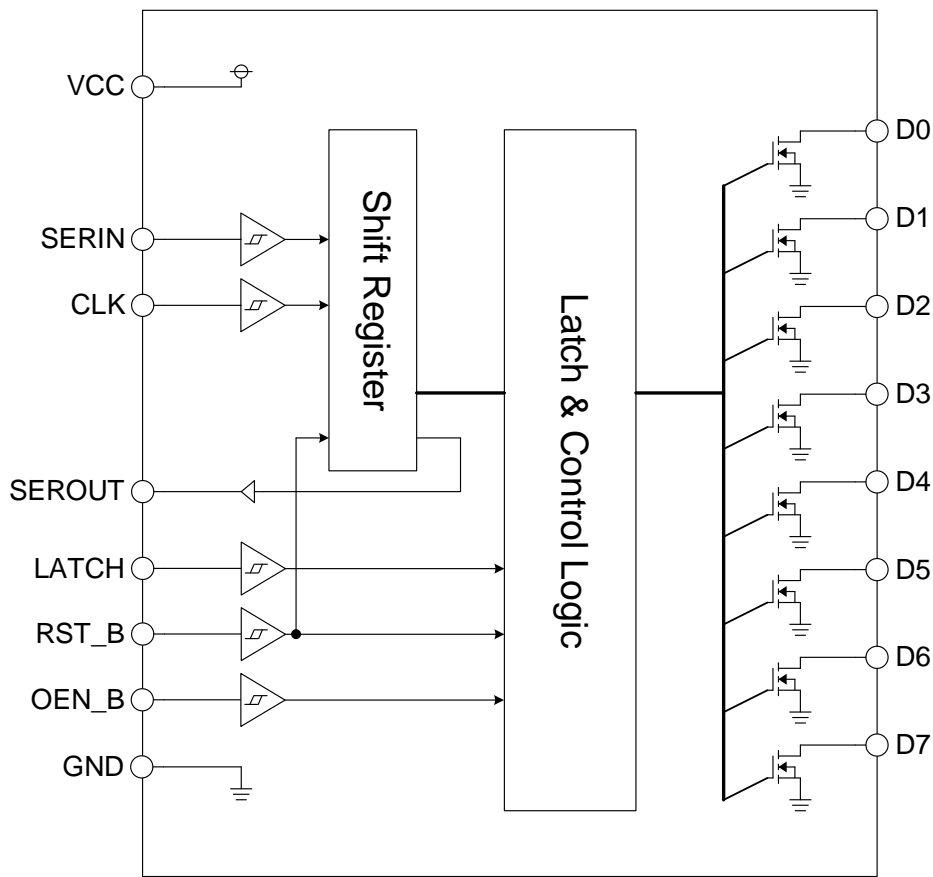 VCC
SERIN
CLK
SEROUT
LATCH
RST_B
OEN_B
GND
Shift Register
Latch & Control Logic
D0
D1
D2
D3
D4
D5
D6
D7